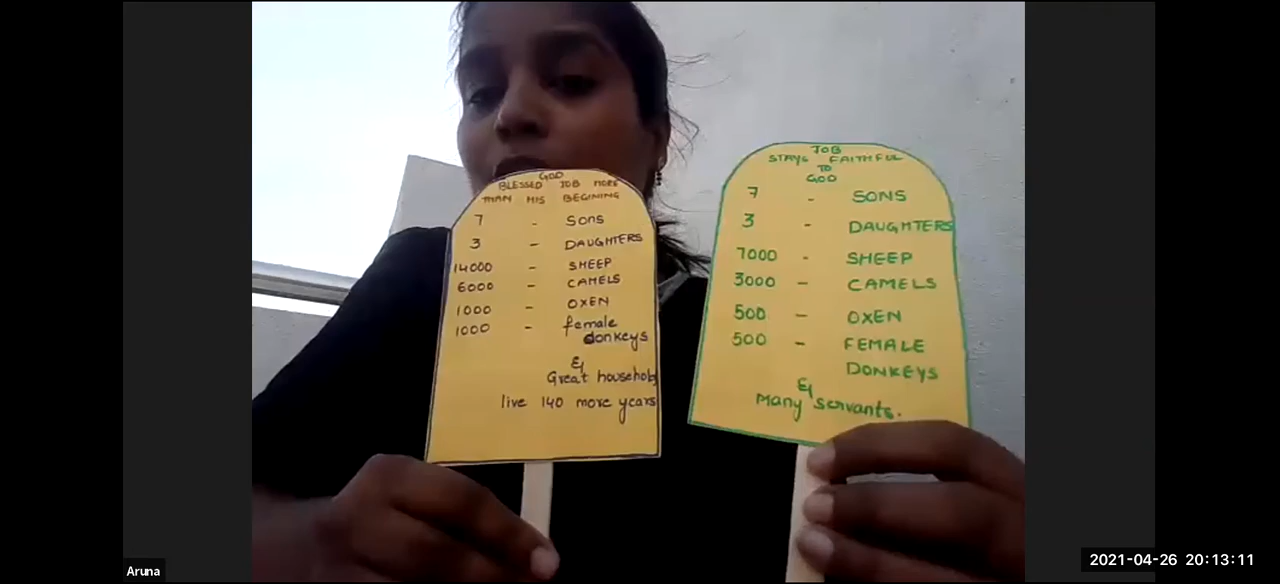 GOD
BLESSED JOB MORE
THAN HIS BEGINING
7 - SONS
3 - DAUGHTERS
14000 - SHEEP
6000 - CAMELS
1000 - OXEN
1000 - female
donkeys
&
Great household
live 140 more years
JOB
STAYS FAITHFUL
TO
GOD
7 - SONS
3 - DAUGHTERS
7000 - SHEEP
3000 - CAMELS
500 - OXEN
500 - FEMALE
DONKEYS
&
Many servants.
Aruna
2021-04-26 20:13:11